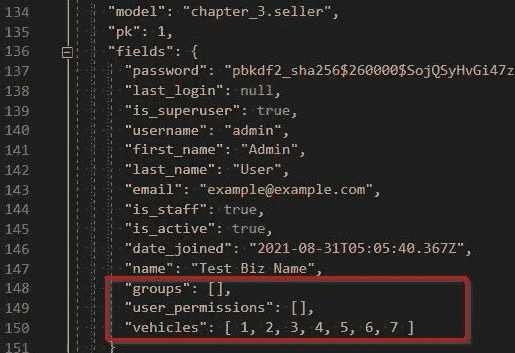 134 "model": "chapter_3.seller",
135 "pk": 1,
136 "fields": {
137 "password": "pbkdf2_sha256$260000$SojQSyHvGi47z
138 "last_login": null,
139 "is_superuser": true,
140 "username": "admin",
141 "first_name": "Admin",
142 "last_name": "User",
143 "email": "example@example.com",
144 "is_staff": true,
145 "is_active": true,
146 "date_joined": "2021-08-31T05:05:40.367Z",
147 "name": "Test Biz Name",
148 "groups": [],
149 "user_permissions": [],
150 "vehicles": [ 1, 2, 3, 4, 5, 6, 7 ]
151 }